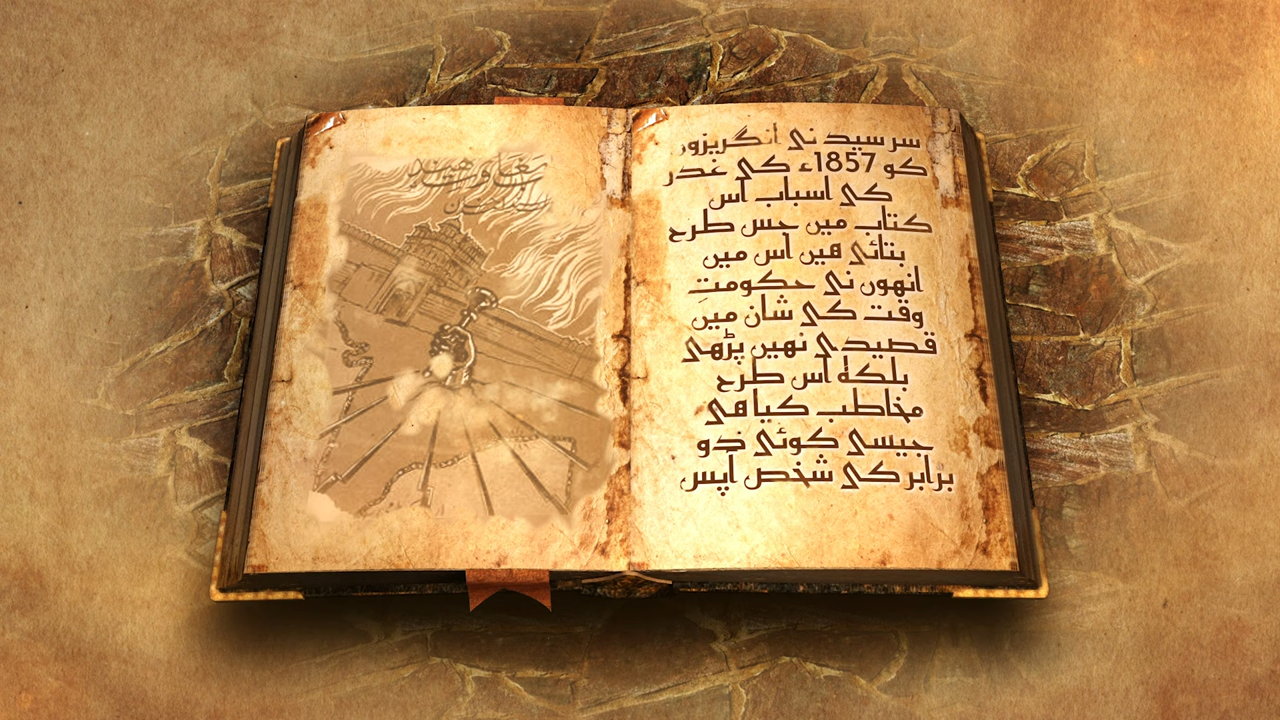 سر سید نے انگریزوں
کو 1857ء کے غدر
کے اسباب اس
کتاب میں جس طرح
بتائے ہیں اس میں
انھوں نے حکومتِ
وقت کی شان میں
قصیدے نہیں پڑھے
بلکہ اس طرح
مخاطب کیا ہے
جیسے کوئی دو
برابر کے شخص آپس